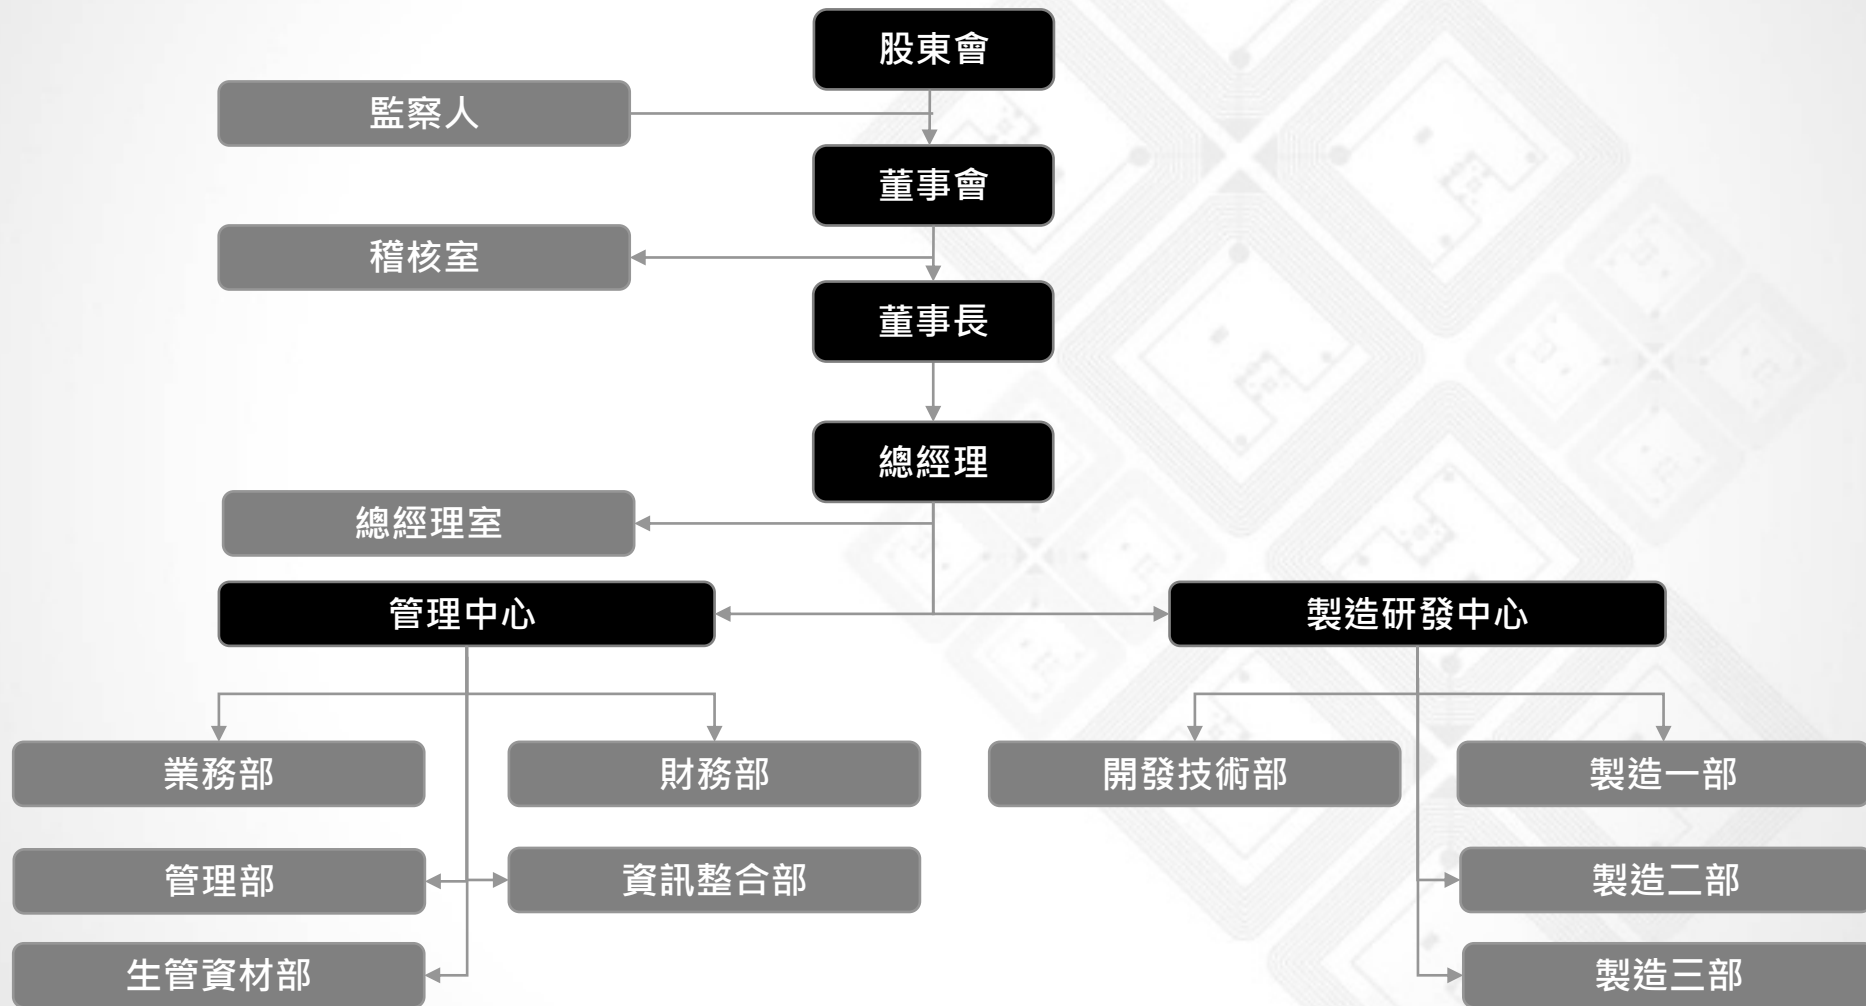 股東會
監察人
董事會
稽核室
董事長
總經理
總經理室
管理中心
製造研發中心
業務部
財務部
開發技術部
製造一部
管理部
資訊整合部
製造二部
生管資材部
製造三部